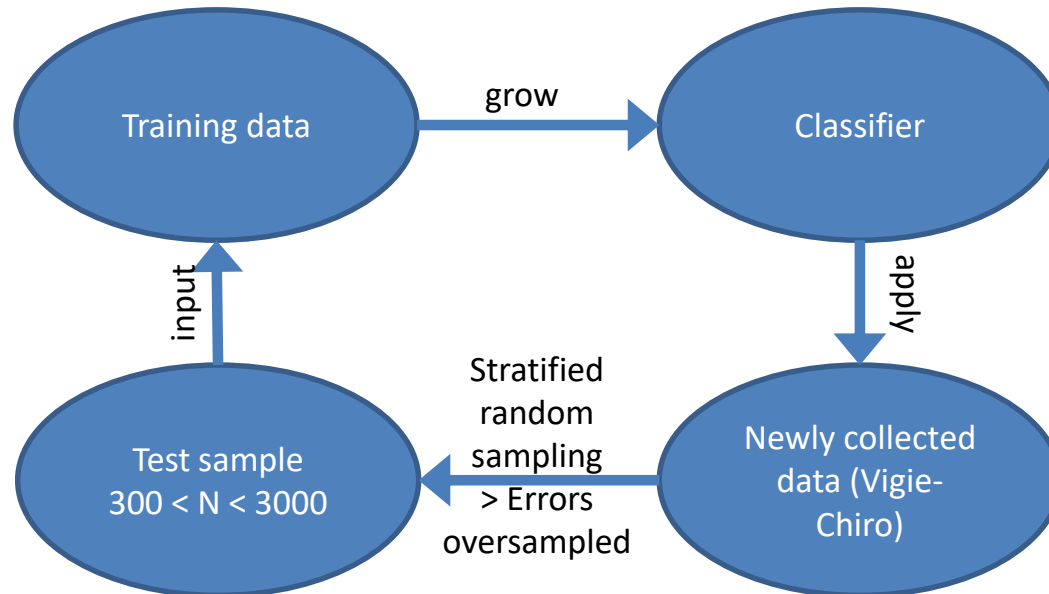 Training data
grow
Classifier
apply
Newly collected
data (Vigie-
Chiro)
Stratified
random
sampling
> Errors
oversampled
Test sample
300 < N < 3000
input